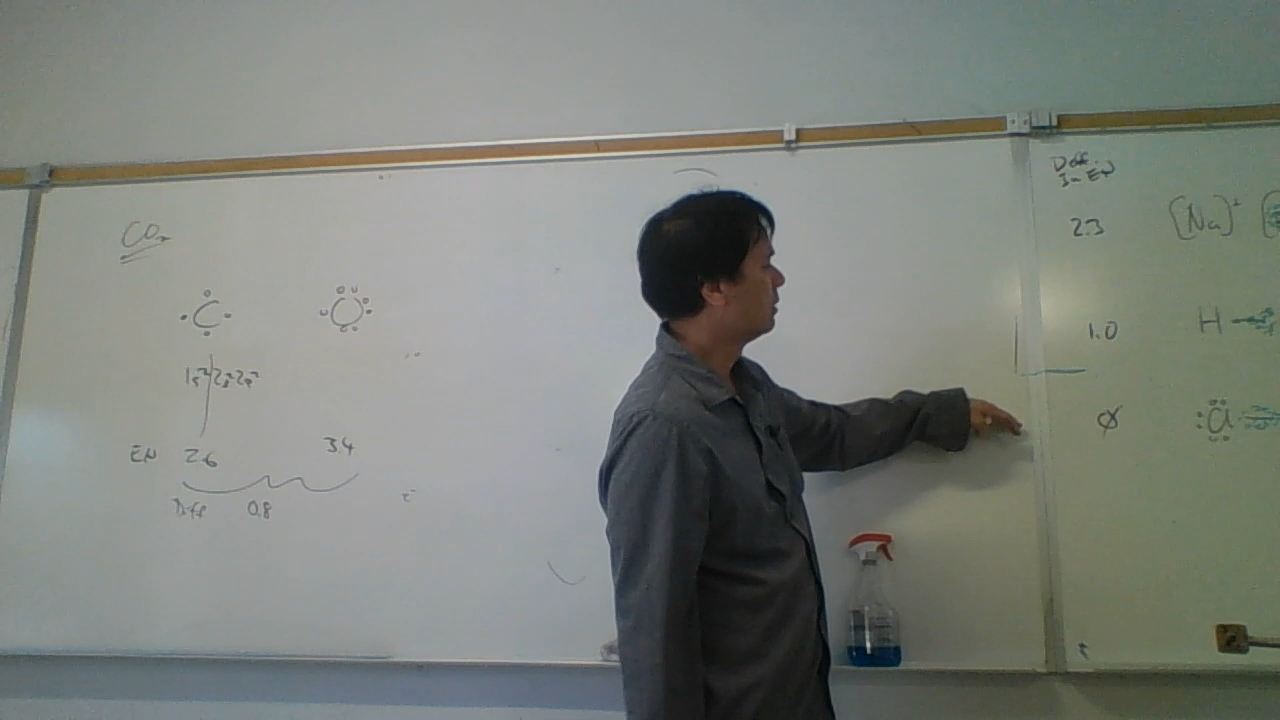 CO₂
C O
1s²2s²2p²
EN 2.6 3.4
Diff 0.8
Diff. in EN
2.3 [Na]⁺
1.0 H
Ø Cl